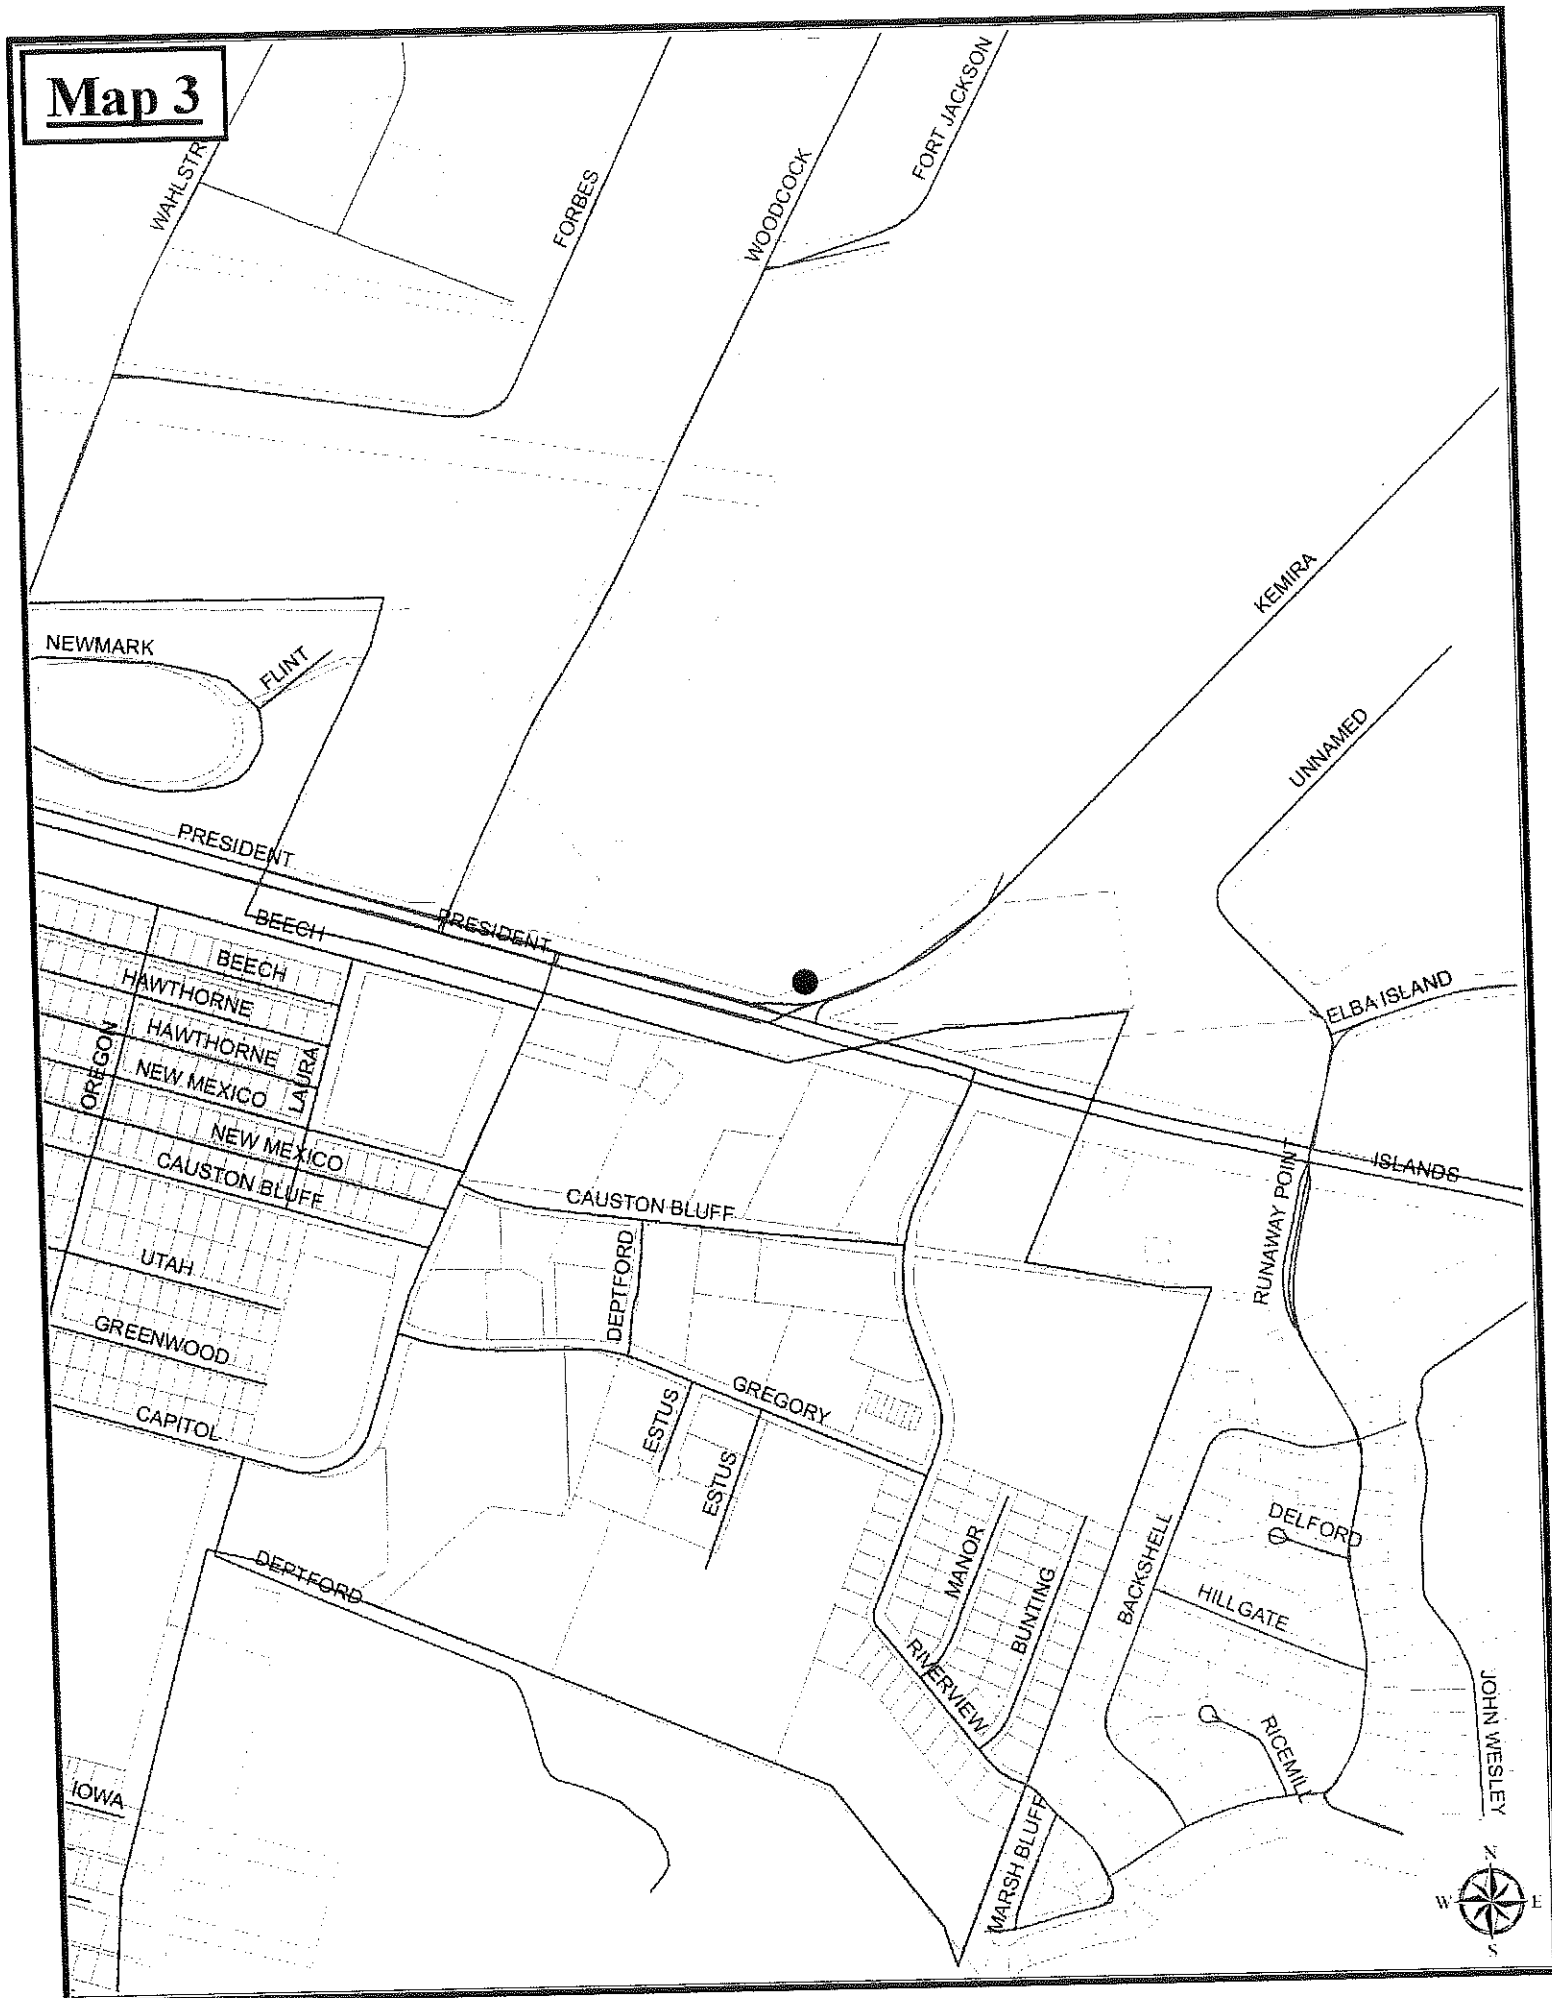 Map 3
WAHLSTR
FORBES
WOODCOCK
FORT JACKSON
KEMIRA
NEWMARK
FLINT
UNNAMED
PRESIDENT
PRESIDENT
BEECH
BEECH
HAWTHORNE
HAWTHORNE
OREGON
LAURA
NEW MEXICO
NEW MEXICO
CAUSTON BLUFF
CAUSTON BLUFF
ELBA ISLAND
ISLANDS
RUNAWAY POINT
UTAH
DEPTFORD
GREENWOOD
CAPITOL
GREGORY
ESTUS
ESTUS
DEPTFORD
MANOR
BUNTING
BACKSHELL
DELFORD
HILLGATE
RIVERVIEW
RICEMILL
JOHN WESLEY
IOWA
MARSH BLUFF
N
W E
S